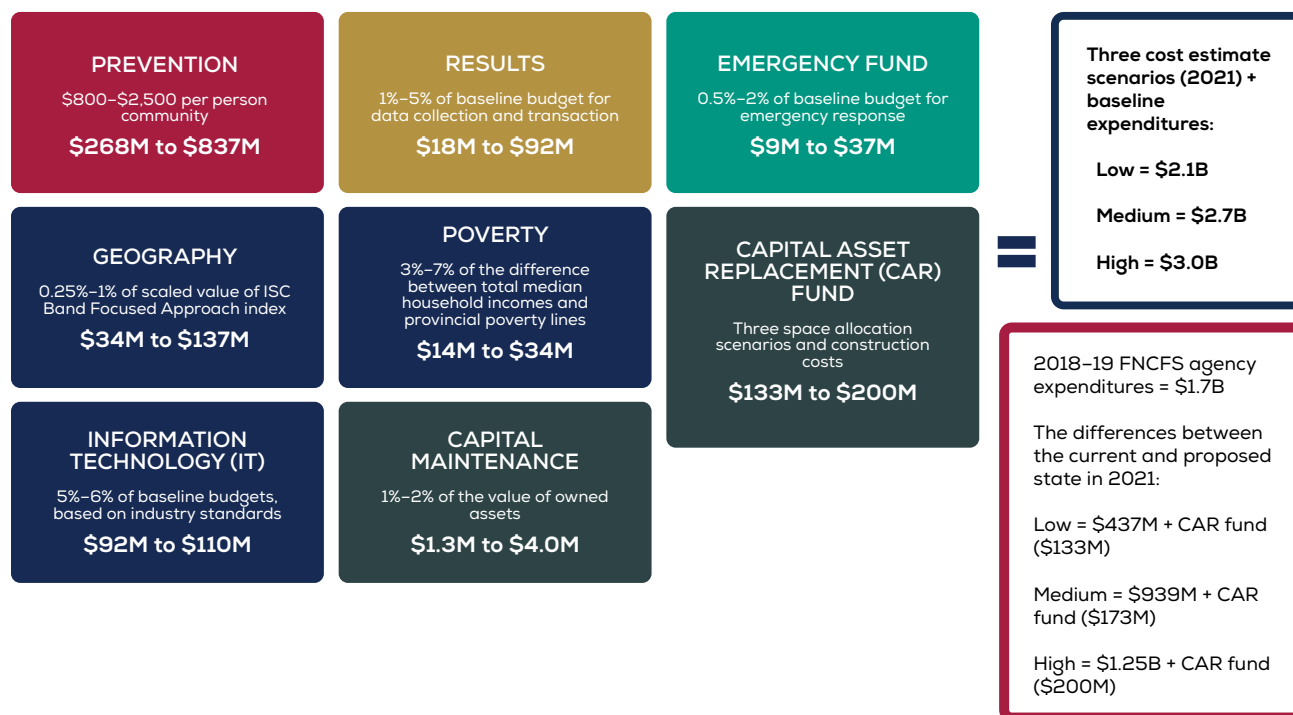 PREVENTION
$800–$2,500 per person
community
$268M to $837M
RESULTS
1%–5% of baseline budget for
data collection and transaction
$18M to $92M
EMERGENCY FUND
0.5%–2% of baseline budget for
emergency response
$9M to $37M
GEOGRAPHY
0.25%–1% of scaled value of ISC
Band Focused Approach index
$34M to $137M
POVERTY
3%–7% of the difference
between total median
household incomes and
provincial poverty lines
$14M to $34M
CAPITAL ASSET
REPLACEMENT (CAR)
FUND
Three space allocation
scenarios and construction
costs
$133M to $200M
INFORMATION
TECHNOLOGY (IT)
5%–6% of baseline budgets,
based on industry standards
$92M to $110M
CAPITAL
MAINTENANCE
1%–2% of the value of owned
assets
$1.3M to $4.0M
=
Three cost estimate
scenarios (2021) +
baseline
expenditures:
Low = $2.1B
Medium = $2.7B
High = $3.0B
2018–19 FNCFS agency
expenditures = $1.7B
The differences between
the current and proposed
state in 2021:
Low = $437M + CAR fund
($133M)
Medium = $939M + CAR
fund ($173M)
High = $1.25B + CAR fund
($200M)